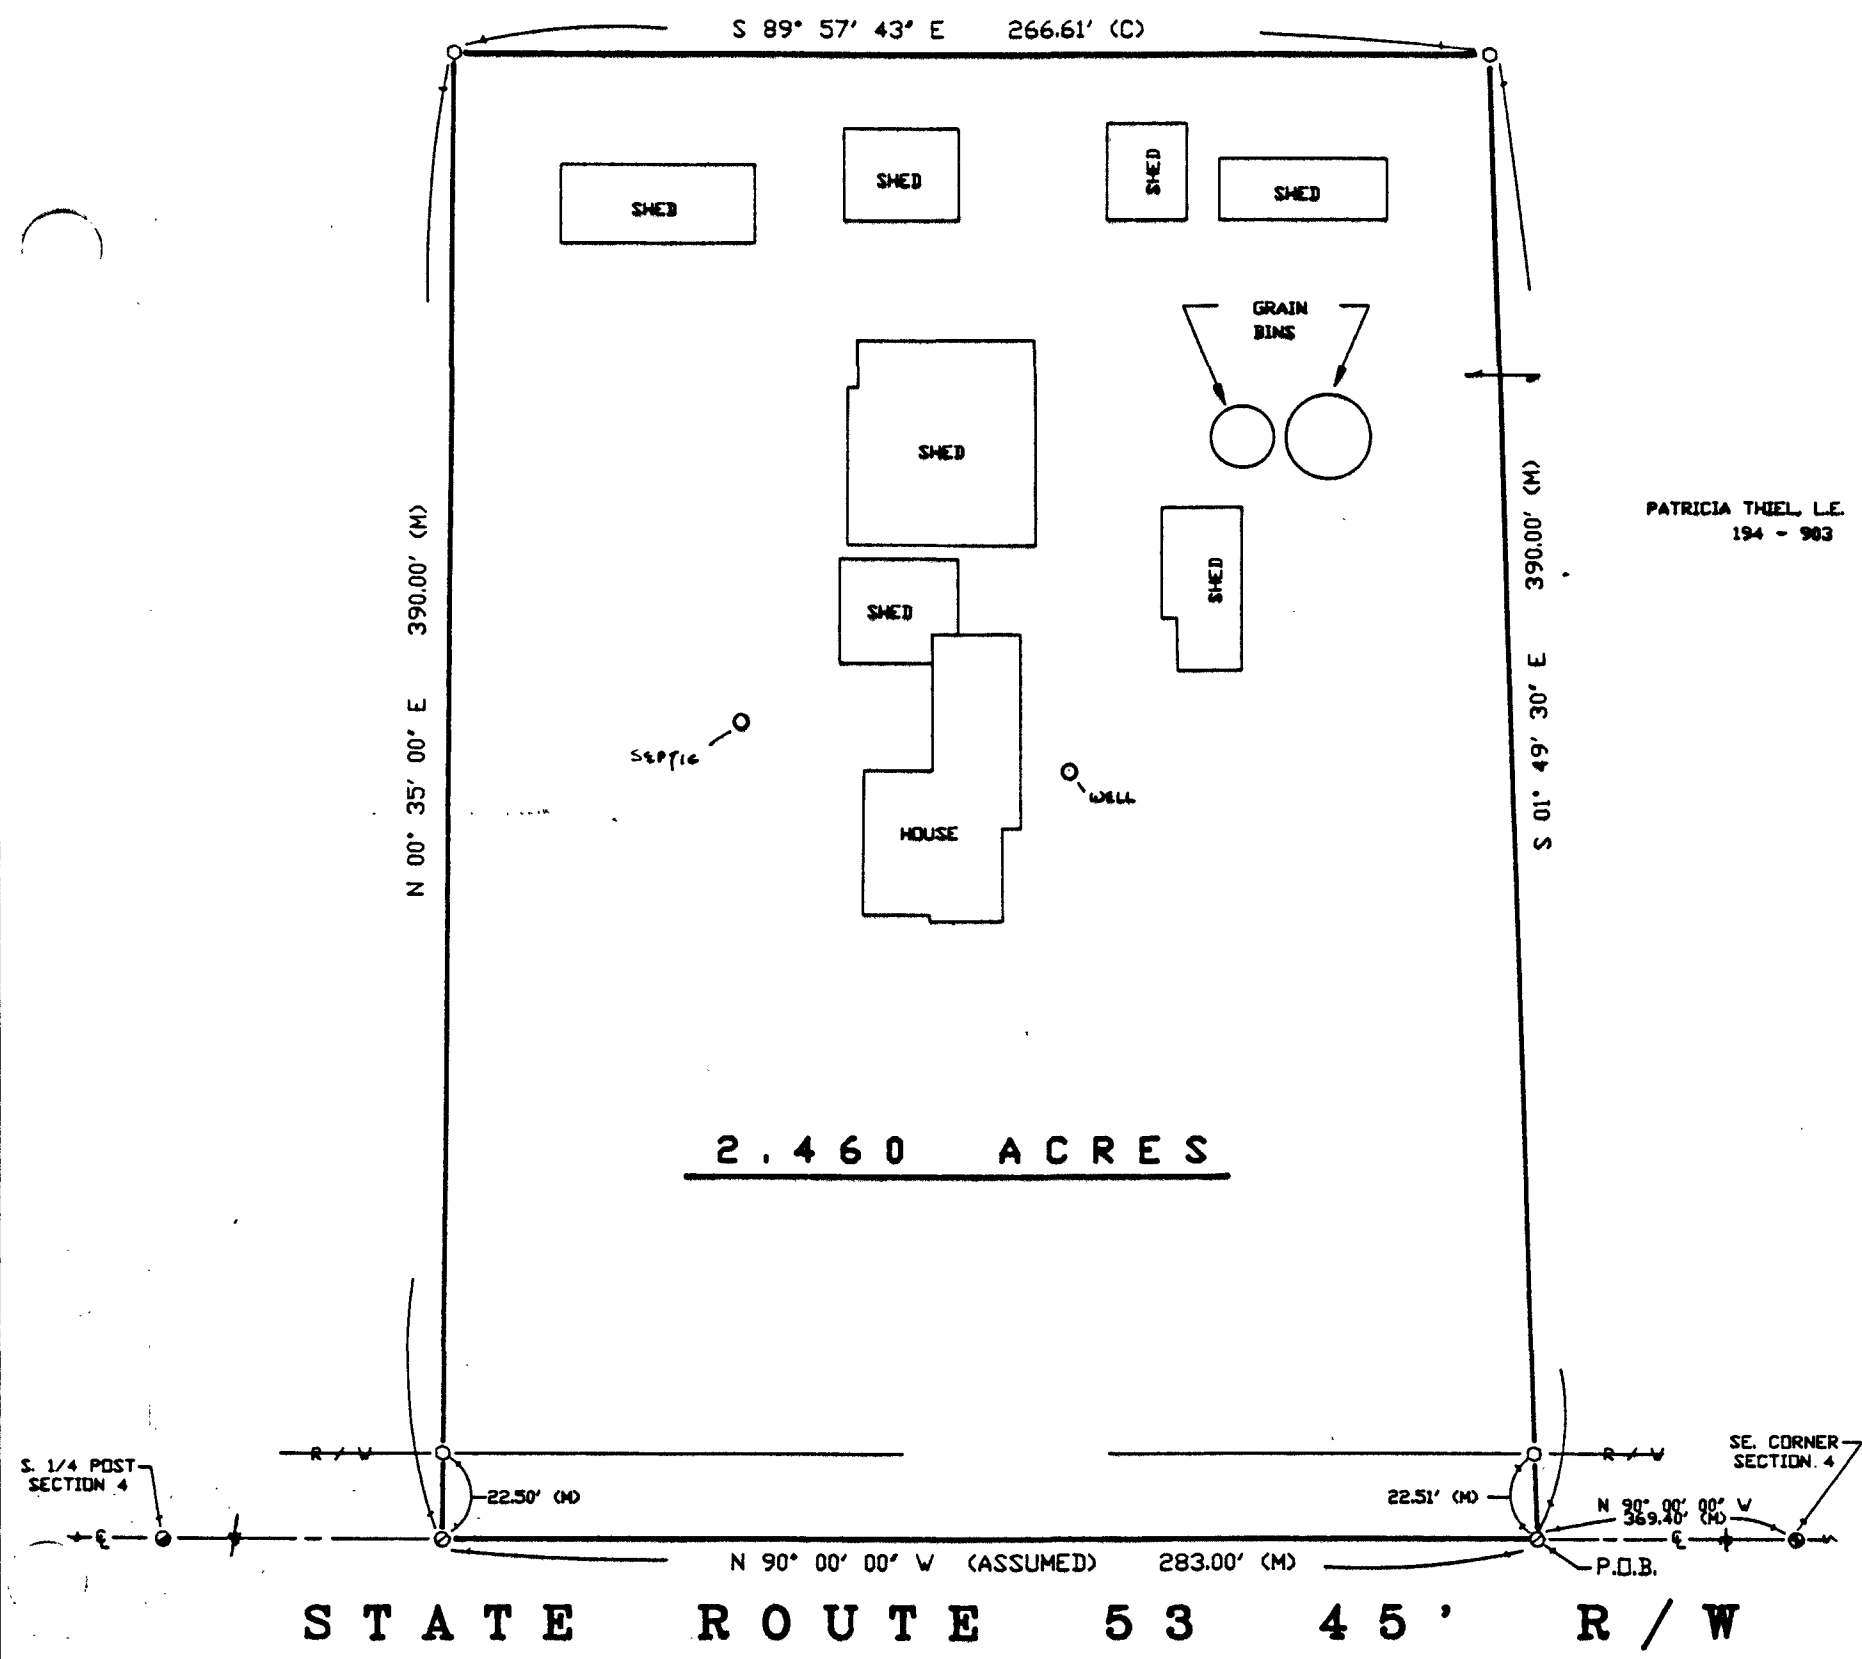 S 89° 57' 43" E 266.61' (C)
SHED
SHED
SHED
SHED
GRAIN
BINS
SHED
N 00° 35' 00" E 390.00' (M)
S 01° 49' 30" E 390.00' (M)
PATRICIA THIEL, L.E.
194 - 903
SHED
SHED
SEPTIC
WELL
HOUSE
2.460 ACRES
R/W
R/W
S. 1/4 POST
SECTION 4
SE. CORNER
SECTION 4
22.50' (M)
22.51' (M)
N 90° 00' 00" W
369.40' (M)
℄
℄
N 90° 00' 00" W (ASSUMED) 283.00' (M)
P.O.B.
STATE ROUTE 53 45' R/W